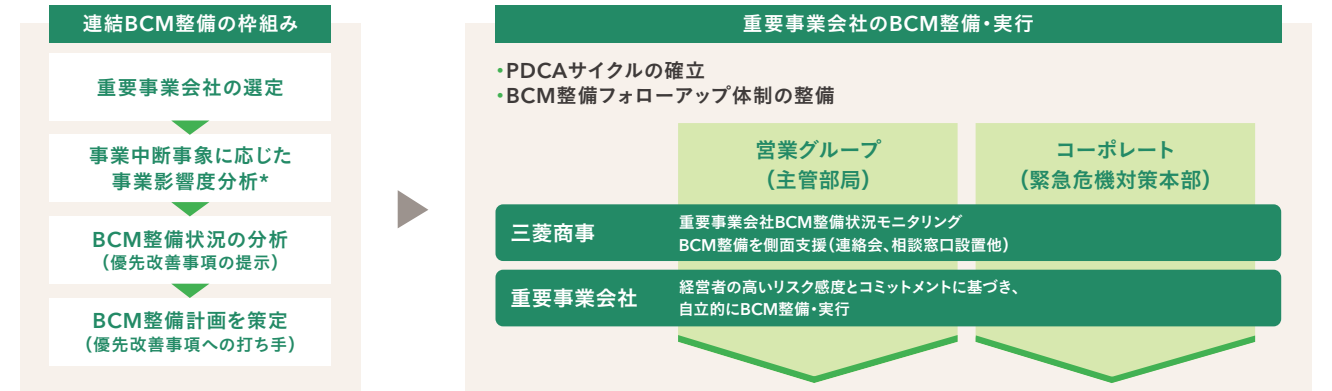 連結BCM整備の枠組み
重要事業会社の選定
事業中断事象に応じた
事業影響度分析*
BCM整備状況の分析
(優先改善事項の提示)
BCM整備計画を策定
(優先改善事項への打ち手)
重要事業会社のBCM整備・実行
・PDCAサイクルの確立
・BCM整備フォローアップ体制の整備
営業グループ
(主管部局)
コーポレート
(緊急危機対策本部)
三菱商事
重要事業会社BCM整備状況モニタリング
BCM整備を側面支援(連絡会、相談窓口設置他)
重要事業会社
経営者の高いリスク感度とコミットメントに基づき、
自立的にBCM整備・実行